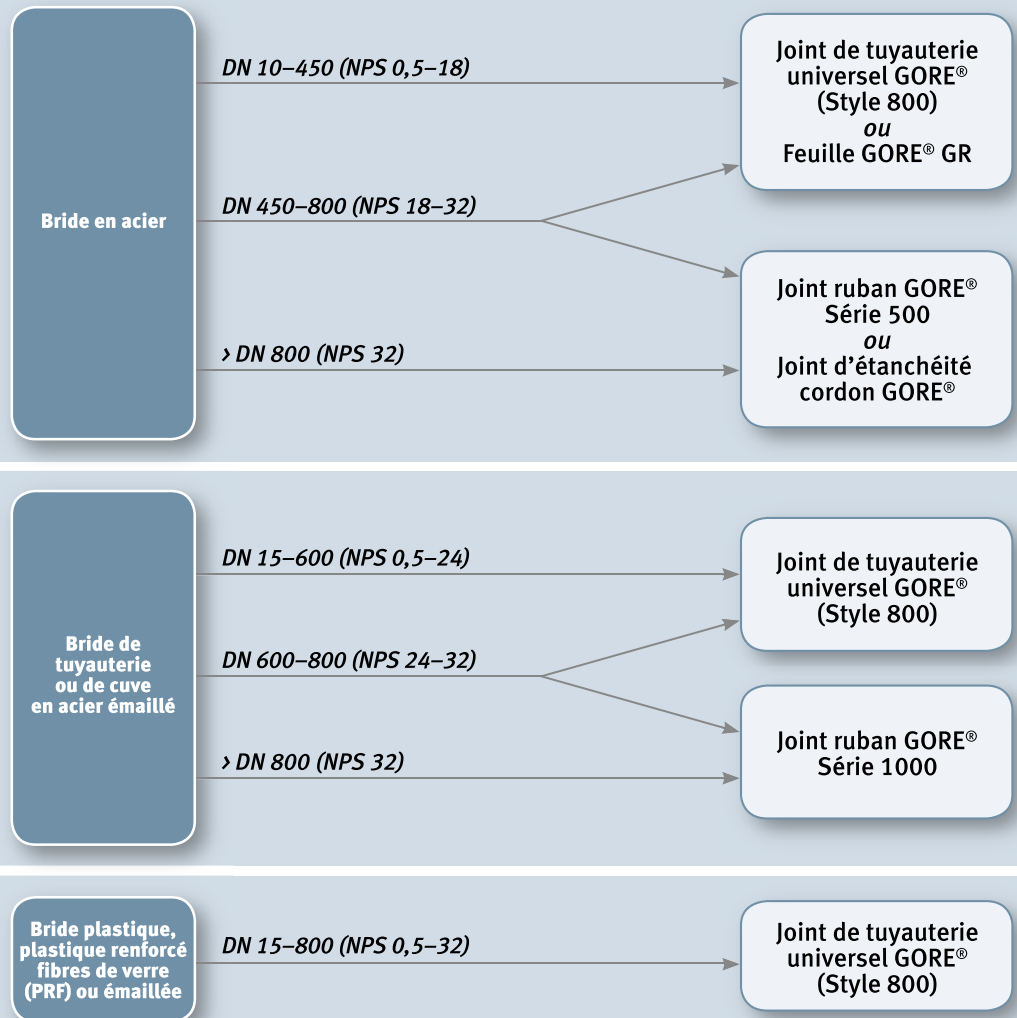 Bride en acier
DN 10–450 (NPS 0,5–18)
DN 450–800 (NPS 18–32)
› DN 800 (NPS 32)
Joint de tuyauterie
universel GORE®
(Style 800)
ou
Feuille GORE® GR
Joint ruban GORE®
Série 500
ou
Joint d’étanchéité
cordon GORE®
Bride de
tuyauterie
ou de cuve
en acier émaillé
DN 15–600 (NPS 0,5–24)
DN 600–800 (NPS 24–32)
› DN 800 (NPS 32)
Joint de tuyauterie
universel GORE®
(Style 800)
Joint ruban GORE®
Série 1000
Bride plastique,
plastique renforcé
fibres de verre
(PRF) ou émaillée
DN 15–800 (NPS 0,5–32)
Joint de tuyauterie
universel GORE®
(Style 800)